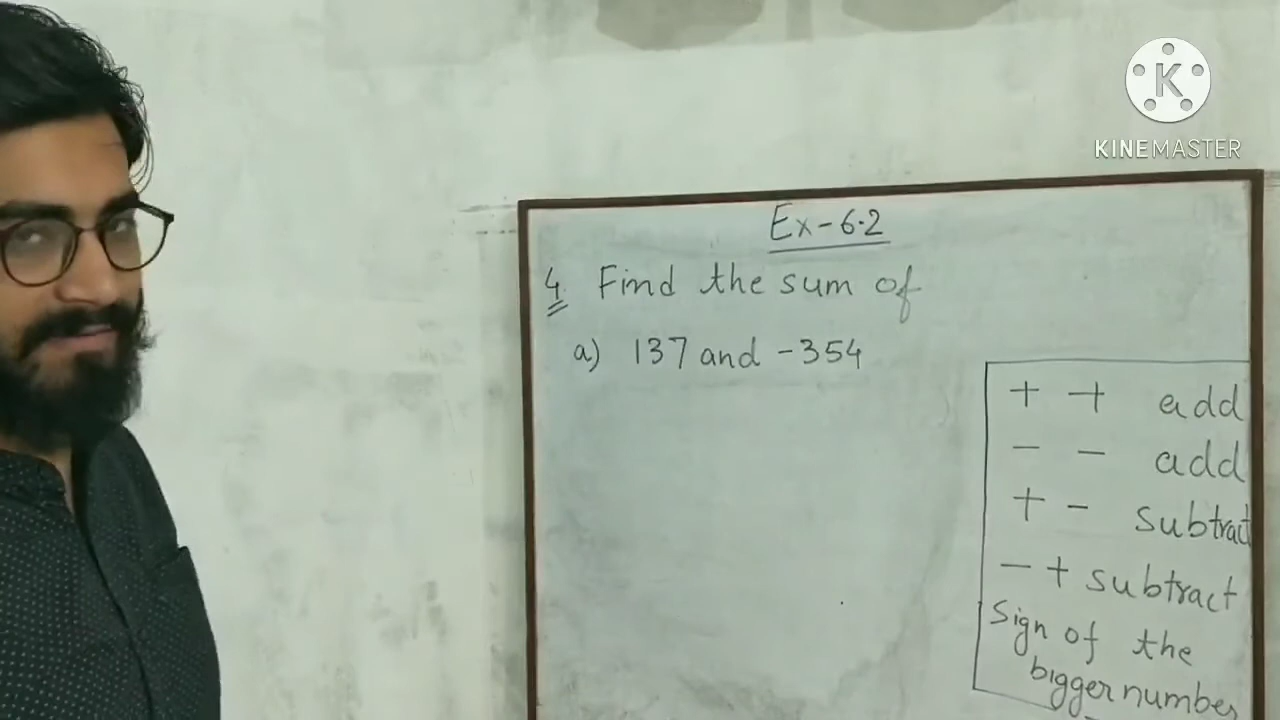 K
KINEMASTER
Ex-6.2
4. Find the sum of
a) 137 and -354
+ + add
- - add
+ - subtract
- + subtract
Sign of the
bigger number